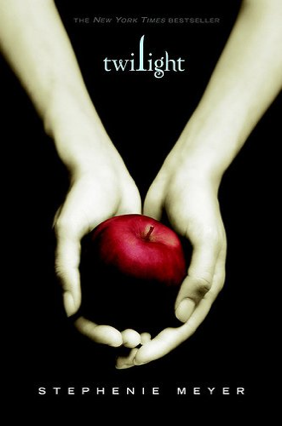 THE NEW YORK TIMES BESTSELLER
twilight
STEPHENIE MEYER